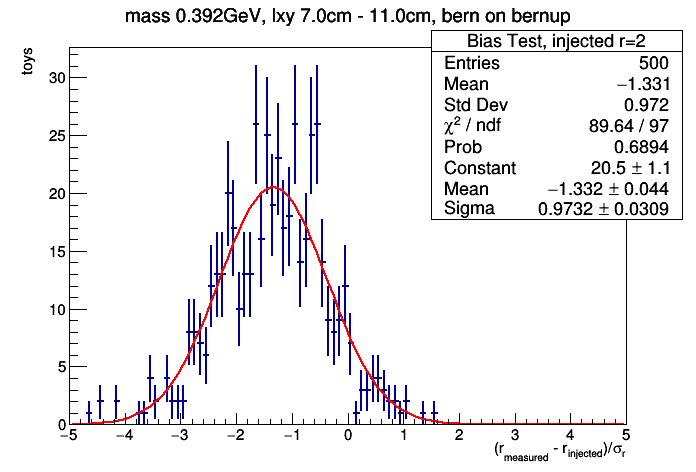 mass 0.392GeV, lxy 7.0cm - 11.0cm, bern on bernup
Bias Test, injected r=2
Entries 500
Mean −1.331
Std Dev 0.972
χ² / ndf 89.64 / 97
Prob 0.6894
Constant 20.5 ± 1.1
Mean −1.332 ± 0.044
Sigma 0.9732 ± 0.0309
toys
30
25
20
15
10
5
0
−5 −4 −3 −2 −1 0 1 2 3 4 5
(r_measured - r_injected)/σ_r